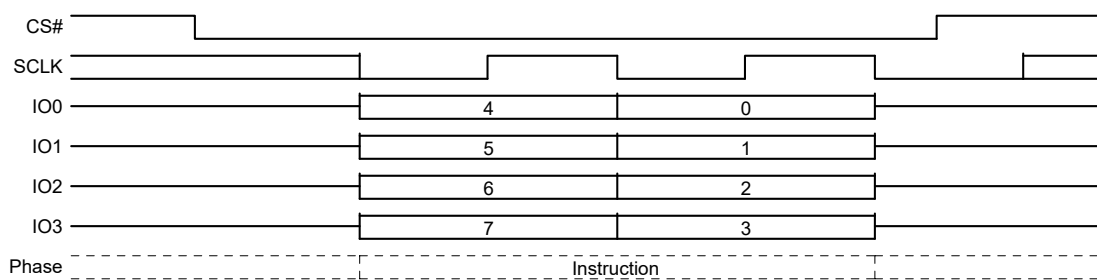 CS#
SCLK
IO0 4 0
IO1 5 1
IO2 6 2
IO3 7 3
Phase Instruction